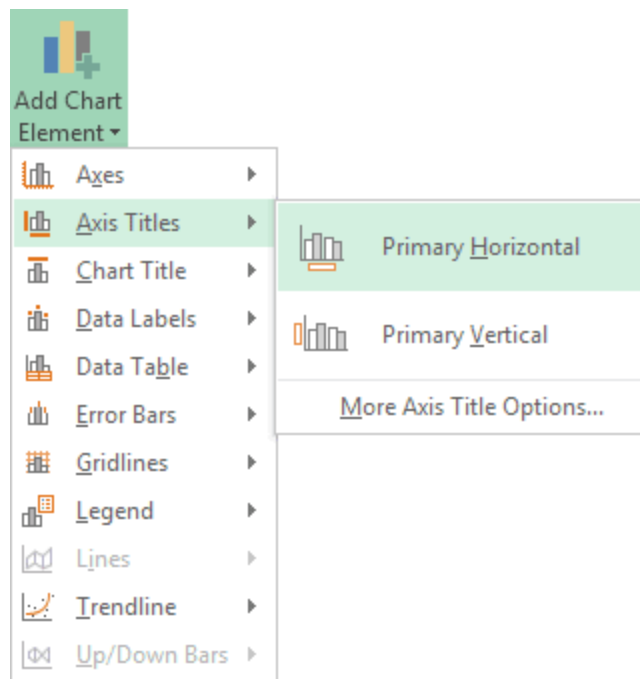 Add Chart
Element
Axes
Axis Titles
Chart Title
Data Labels
Data Table
Error Bars
Gridlines
Legend
Lines
Trendline
Up/Down Bars
Primary Horizontal
Primary Vertical
More Axis Title Options...